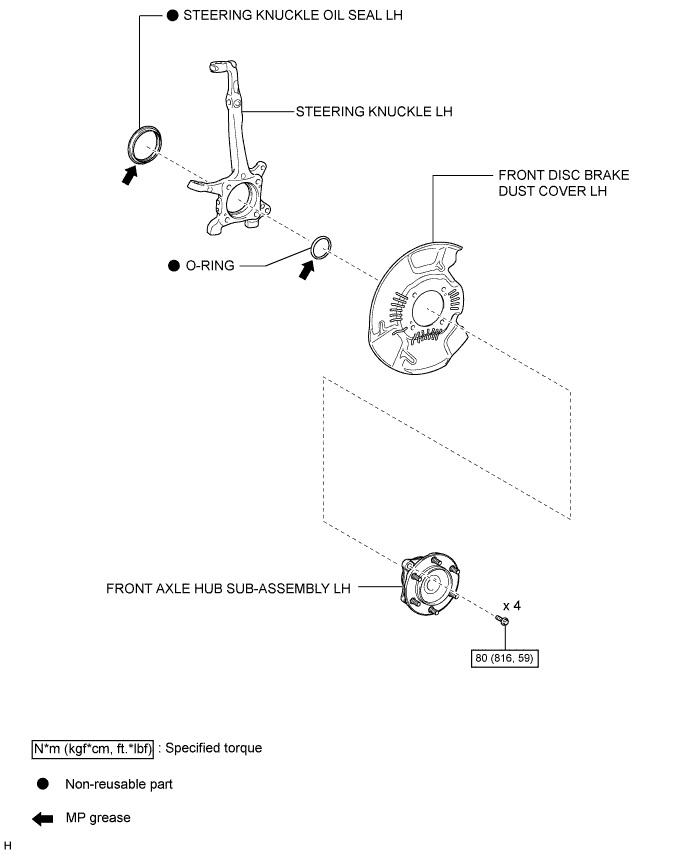 ● STEERING KNUCKLE OIL SEAL LH
STEERING KNUCKLE LH
FRONT DISC BRAKE
DUST COVER LH
● O-RING
FRONT AXLE HUB SUB-ASSEMBLY LH
x 4
80 (816, 59)
N*m (kgf*cm, ft.*lbf) : Specified torque
● Non-reusable part
MP grease
H